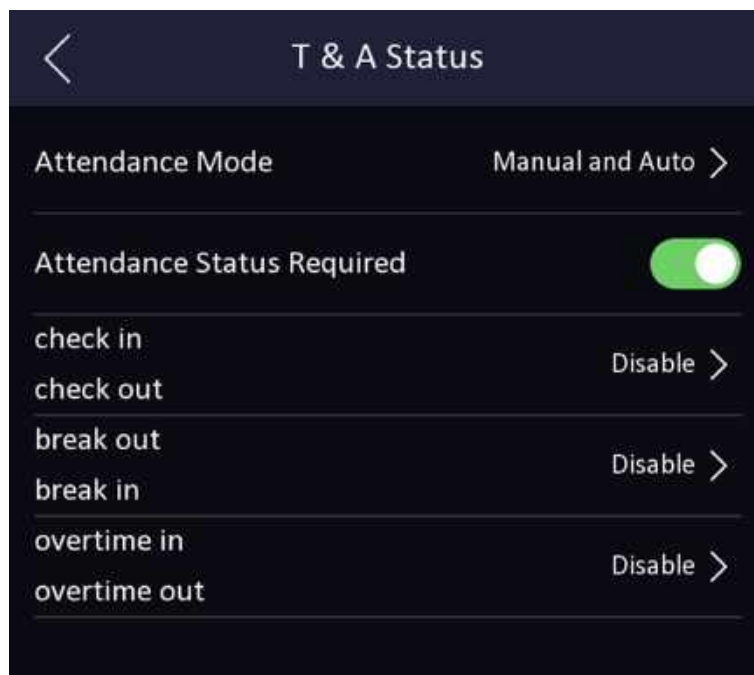 T & A Status
Attendance Mode Manual and Auto
Attendance Status Required
check in
check out
Disable
break out
break in
Disable
overtime in
overtime out
Disable